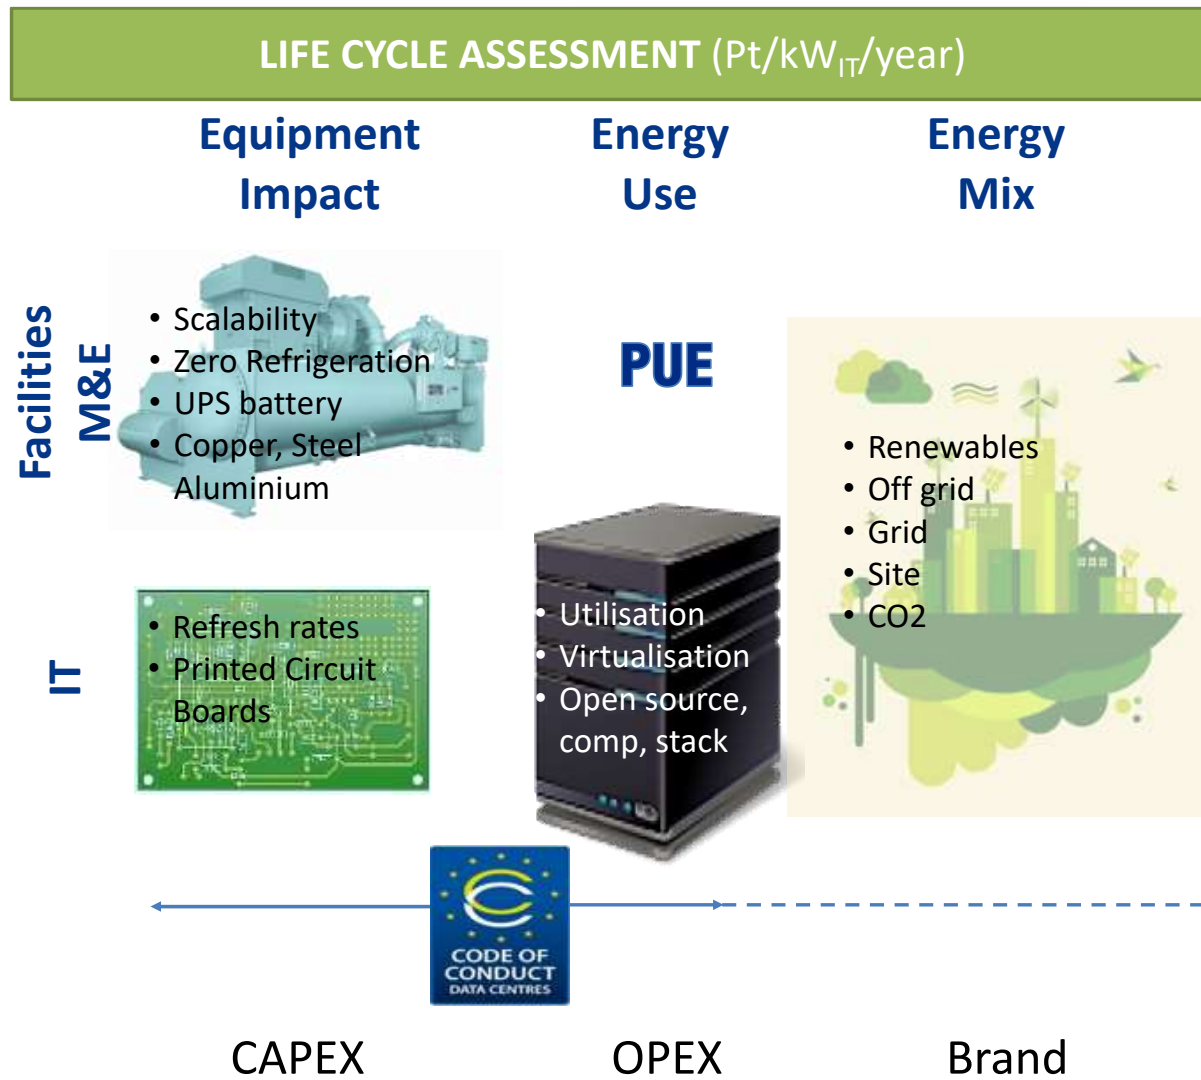 LIFE CYCLE ASSESSMENT (Pt/kWIT/year)
Equipment
Impact
Energy
Use
Energy
Mix
Facilities
M&E
• Scalability
• Zero Refrigeration
• UPS battery
• Copper, Steel
Aluminium
PUE
• Renewables
• Off grid
• Grid
• Site
• CO2
IT
• Refresh rates
• Printed Circuit
Boards
• Utilisation
• Virtualisation
• Open source,
comp, stack
CODE OF
CONDUCT
DATA CENTRES
CAPEX
OPEX
Brand